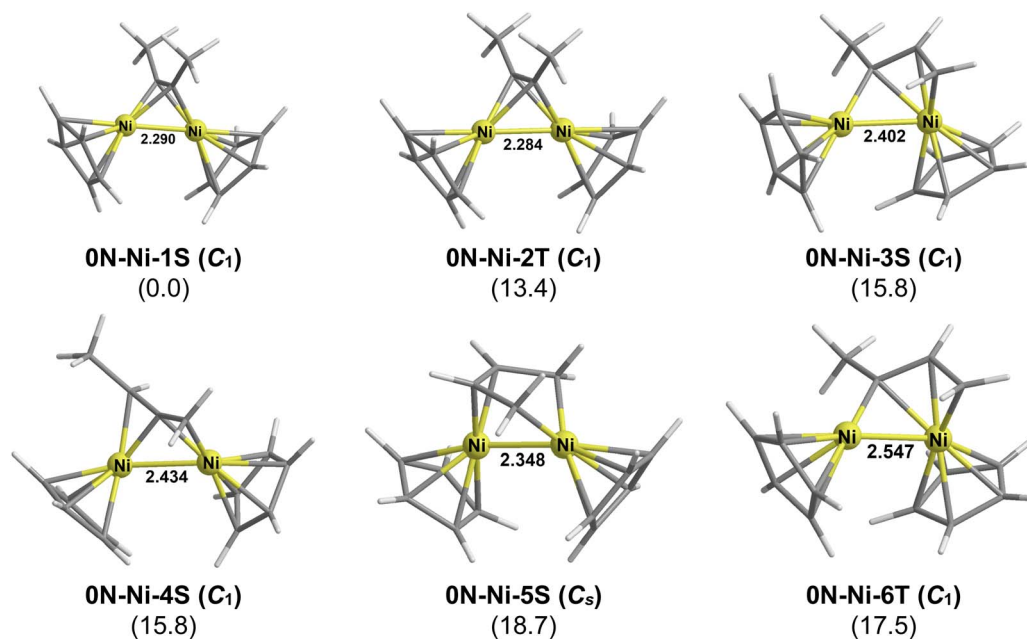 Ni Ni
2.290
0N-Ni-1S (C₁)
(0.0)
Ni Ni
2.284
0N-Ni-2T (C₁)
(13.4)
Ni Ni
2.402
0N-Ni-3S (C₁)
(15.8)
Ni Ni
2.434
0N-Ni-4S (C₁)
(15.8)
Ni Ni
2.348
0N-Ni-5S (Cₛ)
(18.7)
Ni Ni
2.547
0N-Ni-6T (C₁)
(17.5)